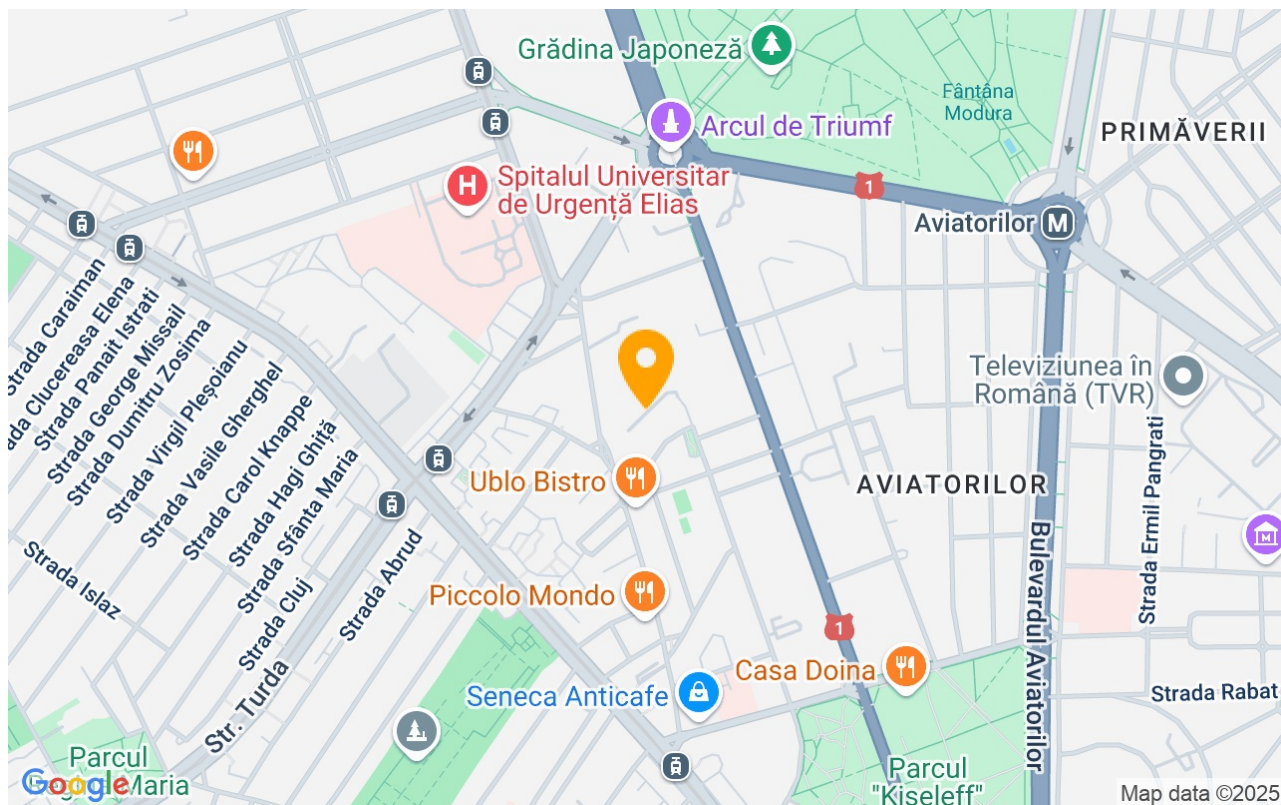 Grădina Japoneză
Fântâna
Modura
Arcul de Triumf
PRIMĂVERII
H
Spitalul Universitar
de Urgență Elias
1
Aviatorilor
M
Strada Caraiman
Strada Clucereasa Elena
Strada Panait Istrati
Strada George Missail
Strada Dumitru Zosima
Strada Virgil Pleșoianu
Strada Vasile Gherghel
Strada Carol Knappe
Strada Hagi Ghiță
Strada Sfânta Maria
Strada Cluj
Strada Abrud
Strada Islaz
Str. Turda
Televiziunea în
Română (TVR)
Strada Ermil Pangrati
Ublo Bistro
AVIATORILOR
Bulevardul Aviatorilor
M
Piccolo Mondo
1
Casa Doina
Seneca Anticafe
Strada Rabat
Parcul
Regina Maria
Google
Parcul
"Kiseleff"
Map data ©2025